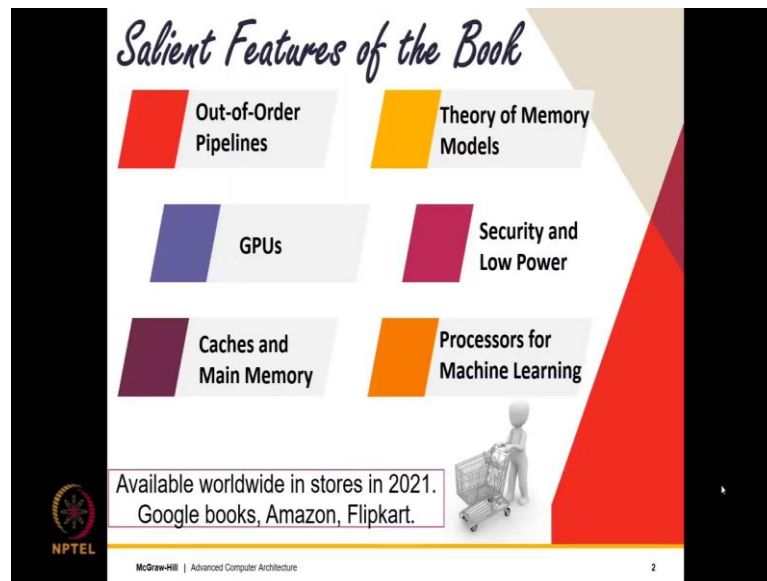 Salient Features of the Book
Out-of-Order
Pipelines
Theory of Memory
Models
GPUs
Security and
Low Power
Caches and
Main Memory
Processors for
Machine Learning
Available worldwide in stores in 2021.
Google books, Amazon, Flipkart.
NPTEL
McGraw-Hill | Advanced Computer Architecture
2